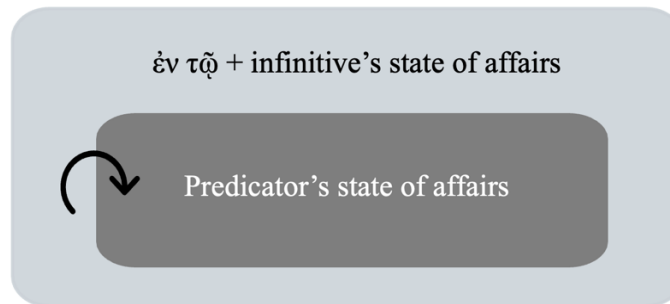 ἐν τῷ + infinitive’s state of affairs
Predicator’s state of affairs